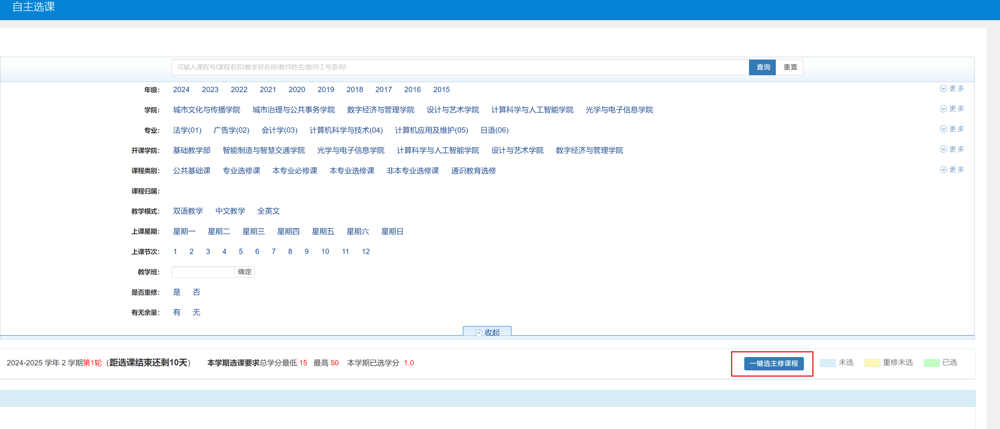 自主选课
可输入课程号/课程名称/教学班名称/教师姓名/教师工号查询! 查询 重置
年级: 2024 2023 2022 2021 2020 2019 2018 2017 2016 2015 更多
学院: 城市文化与传播学院 城市治理与公共事务学院 数字经济与管理学院 设计与艺术学院 计算科学与人工智能学院 光学与电子信息学院 更多
专业: 法学(01) 广告学(02) 会计学(03) 计算机科学与技术(04) 计算机应用及维护(05) 日语(06) 更多
开课学院: 基础教学部 智能制造与智慧交通学院 光学与电子信息学院 计算科学与人工智能学院 设计与艺术学院 数字经济与管理学院 更多
课程类别: 公共基础课 专业选修课 本专业必修课 本专业选修课 非本专业选修课 通识教育选修 更多
课程归属:
教学模式: 双语教学 中文教学 全英文
上课星期: 星期一 星期二 星期三 星期四 星期五 星期六 星期日
上课节次: 1 2 3 4 5 6 7 8 9 10 11 12
教学班: 确定
是否重修: 是 否
有无余量: 有 无
收起
2024-2025 学年 2 学期第1轮（距选课结束还剩10天） 本学期选课要求总学分最低 15 最高 50 本学期已选学分 1.0 一键选主修课程 未选 重修未选 已选